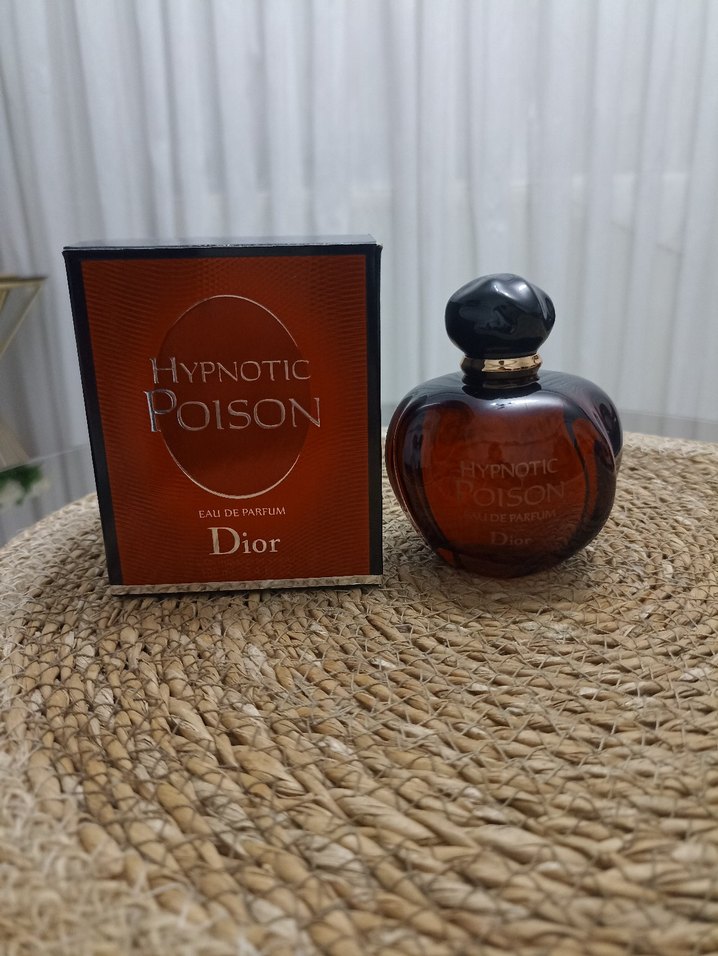 HYPNOTIC
POISON
EAU DE PARFUM
Dior
HYPNOTIC
POISON
EAU DE PARFUM
Dior